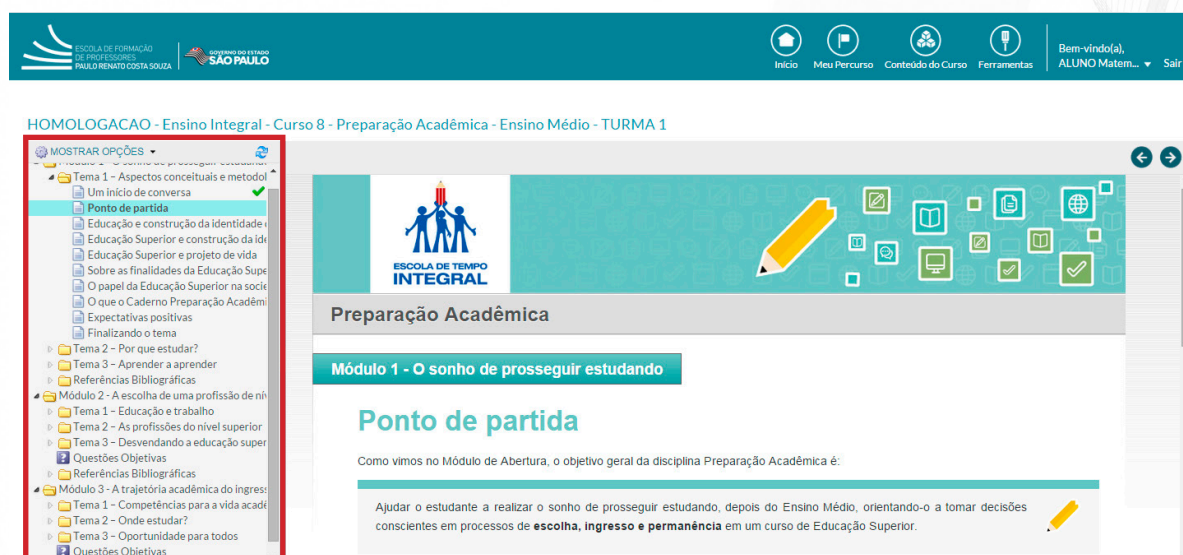 ESCOLA DE FORMAÇÃO
DE PROFESSORES
PAULO RENATO COSTA SOUZA
GOVERNO DO ESTADO
SÃO PAULO
Início
Meu Percurso
Conteúdo do Curso
Ferramentas
Bem-vindo(a),
ALUNO Matem...
Sair
HOMOLOGACAO - Ensino Integral - Curso 8 - Preparação Acadêmica - Ensino Médio - TURMA 1
MOSTRAR OPÇÕES
Módulo 1 - O sonho de prosseguir estudand
Tema 1 – Aspectos conceituais e metodol
Um início de conversa
Ponto de partida
Educação e construção da identidade
Educação Superior e construção da ide
Educação Superior e projeto de vida
Sobre as finalidades da Educação Supe
O papel da Educação Superior na socie
O que o Caderno Preparação Acadêmi
Expectativas positivas
Finalizando o tema
Tema 2 – Por que estudar?
Tema 3 – Aprender a aprender
Referências Bibliográficas
Módulo 2 - A escolha de uma profissão de ní
Tema 1 – Educação e trabalho
Tema 2 – As profissões do nível superior
Tema 3 – Desvendando a educação super
Questões Objetivas
Referências Bibliográficas
Módulo 3 - A trajetória acadêmica do ingress
Tema 1 – Competências para a vida acadê
Tema 2 – Onde estudar?
Tema 3 – Oportunidade para todos
Questões Objetivas
ESCOLA DE TEMPO
INTEGRAL
Preparação Acadêmica
Módulo 1 - O sonho de prosseguir estudando
Ponto de partida
Como vimos no Módulo de Abertura, o objetivo geral da disciplina Preparação Acadêmica é:
Ajudar o estudante a realizar o sonho de prosseguir estudando, depois do Ensino Médio, orientando-o a tomar decisões
conscientes em processos de escolha, ingresso e permanência em um curso de Educação Superior.